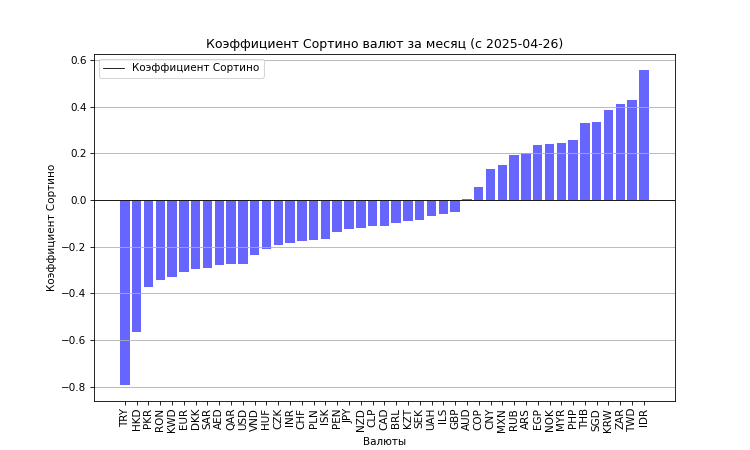 Коэффициент Сортино валют за месяц (с 2025-04-26)
Коэффициент Сортино
0.6
0.4
0.2
0.0
−0.2
−0.4
−0.6
−0.8
Коэффициент Сортино
TRY
HKD
PKR
RON
KWD
EUR
DKK
SAR
AED
QAR
USD
VND
HUF
CZK
INR
CHF
PLN
ISK
PEN
JPY
NZD
CLP
CAD
BRL
KZT
SEK
UAH
ILS
GBP
AUD
COP
CNY
MXN
RUB
ARS
EGP
NOK
MYR
PHP
THB
SGD
KRW
ZAR
TWD
IDR
Валюты